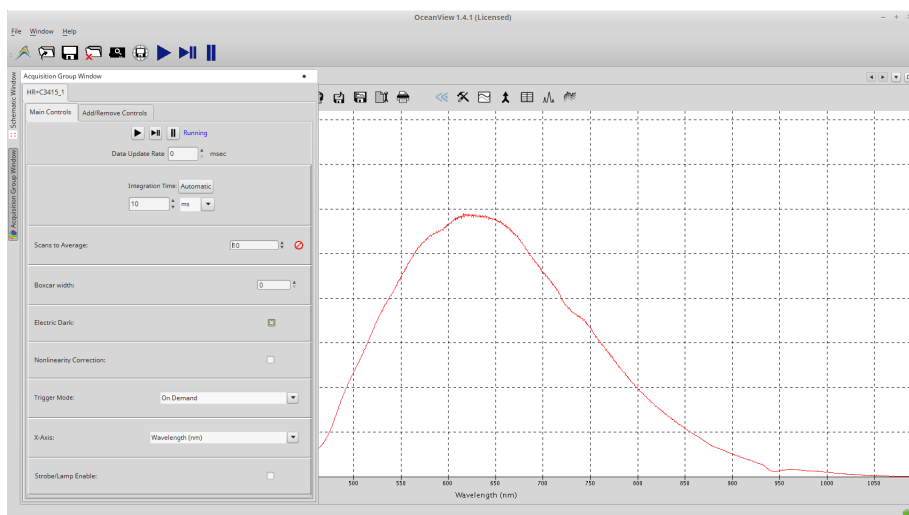 OceanView 1.4.1 (Licensed)
File Window Help
Acquisition Group Window
HR+C3415_1
Main Controls Add/Remove Controls
Running
Data Update Rate 0 msec
Integration Time: Automatic
10 ms
Scans to Average: 10
Boxcar width: 0
Electric Dark:
Nonlinearity Correction:
Trigger Mode: On Demand
X-Axis: Wavelength (nm)
Strobe/Lamp Enable:
Schematic Window
Acquisition Group Window
500 550 600 650 700 750 800 850 900 950 1000 1050
Wavelength (nm)